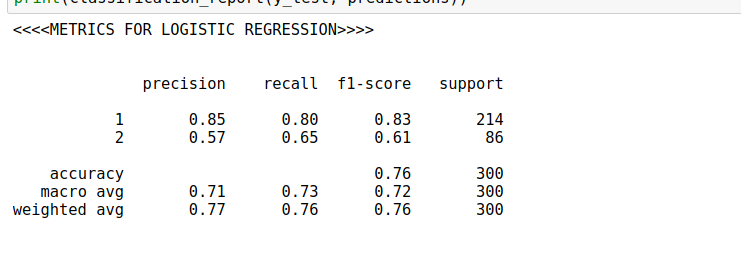 print(classification_report(y_test, predictions))
<<<<METRICS FOR LOGISTIC REGRESSION>>>>
precision recall f1-score support
1 0.85 0.80 0.83 214
2 0.57 0.65 0.61 86
accuracy 0.76 300
macro avg 0.71 0.73 0.72 300
weighted avg 0.77 0.76 0.76 300